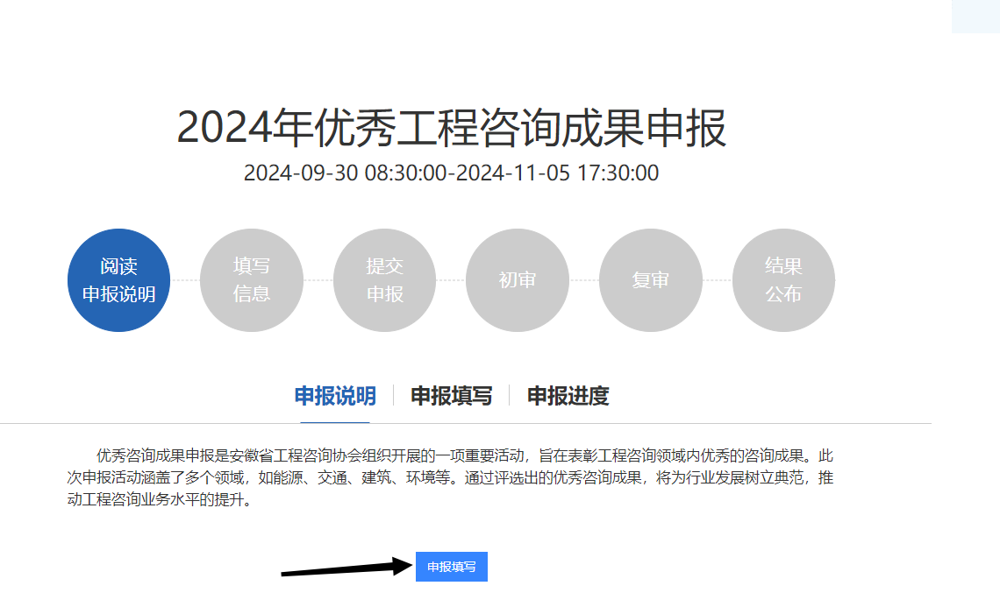 2024年优秀工程咨询成果申报
2024-09-30 08:30:00-2024-11-05 17:30:00
阅读
申报说明
填写
信息
提交
申报
初审
复审
结果
公布
申报说明
申报填写
申报进度
优秀咨询成果申报是安徽省工程咨询协会组织开展的一项重要活动，旨在表彰工程咨询领域内优秀的咨询成果。此
次申报活动涵盖了多个领域，如能源、交通、建筑、环境等。通过评选出的优秀咨询成果，将为行业发展树立典范，推
动工程咨询业务水平的提升。
申报填写